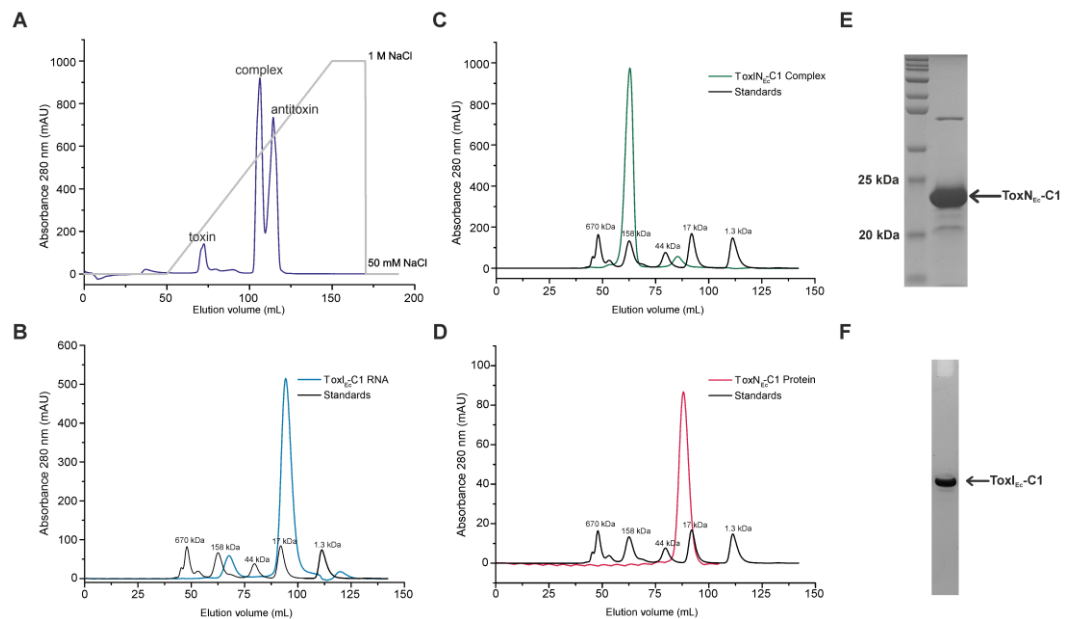 A
Absorbance 280 nm (mAU)
1000
800
600
400
200
0
complex
antitoxin
toxin
1 M NaCl
50 mM NaCl
0 50 100 150 200
Elution volume (mL)
B
Absorbance 280 nm (mAU)
600
500
400
300
200
100
0
ToxIEc-C1 RNA
Standards
670 kDa 158 kDa 44 kDa 17 kDa 1.3 kDa
0 25 50 75 100 125 150
Elution volume (mL)
C
Absorbance 280 nm (mAU)
1000
800
600
400
200
0
ToxINEc-C1 Complex
Standards
670 kDa 158 kDa 44 kDa 17 kDa 1.3 kDa
0 25 50 75 100 125 150
Elution volume (mL)
D
Absorbance 280 nm (mAU)
100
80
60
40
20
0
ToxNEc-C1 Protein
Standards
670 kDa 158 kDa 44 kDa 17 kDa 1.3 kDa
0 25 50 75 100 125 150
Elution volume (mL)
E
25 kDa
20 kDa
ToxNEc-C1
F
ToxIEc-C1